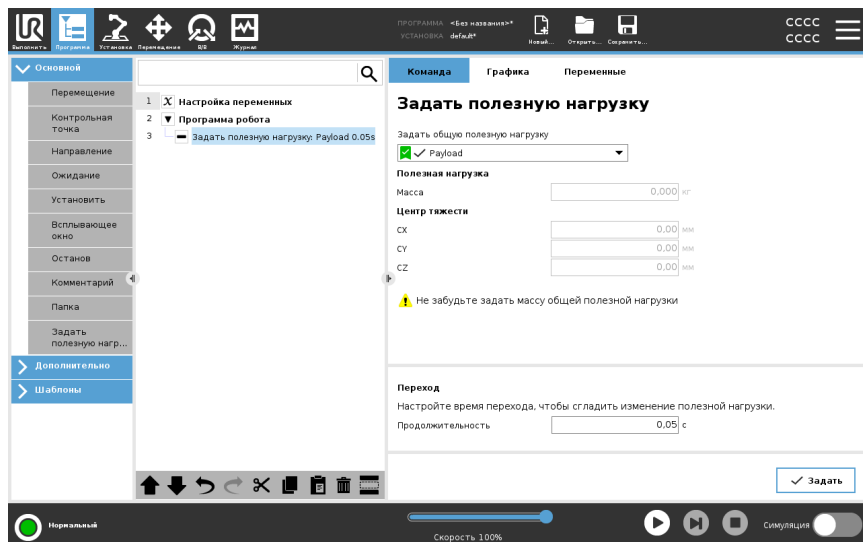 UR
Выполнить
Программа
Установка
Перемещение
В/В
Журнал
ПРОГРАММА <Без названия>*
УСТАНОВКА default*
Новый...
Открыть...
Сохранить...
CCCC
CCCC
Основной
Перемещение
Контрольная
точка
Направление
Ожидание
Установить
Всплывающее
окно
Останов
Комментарий
Папка
Задать
полезную нагр...
Дополнительно
Шаблоны
1 X Настройка переменных
2 Программа робота
3 Задать полезную нагрузку: Payload 0.05s
Команда
Графика
Переменные
Задать полезную нагрузку
Задать общую полезную нагрузку
Payload
Полезная нагрузка
Масса 0,000 кг
Центр тяжести
CX 0,00 мм
CY 0,00 мм
CZ 0,00 мм
Не забудьте задать массу общей полезной нагрузки
Переход
Настройте время перехода, чтобы сгладить изменение полезной нагрузки.
Продолжительность 0,05 с
Задать
Нормальный
Скорость 100%
Симуляция